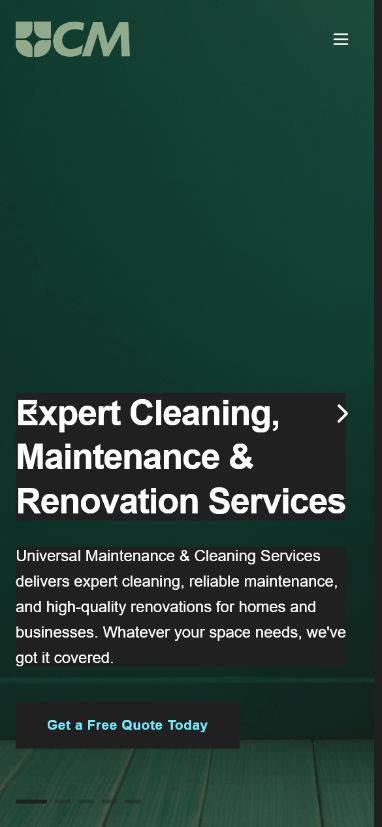 UCM
Expert Cleaning,
Maintenance &
Renovation Services
Universal Maintenance & Cleaning Services
delivers expert cleaning, reliable maintenance,
and high-quality renovations for homes and
businesses. Whatever your space needs, we've
got it covered.
Get a Free Quote Today